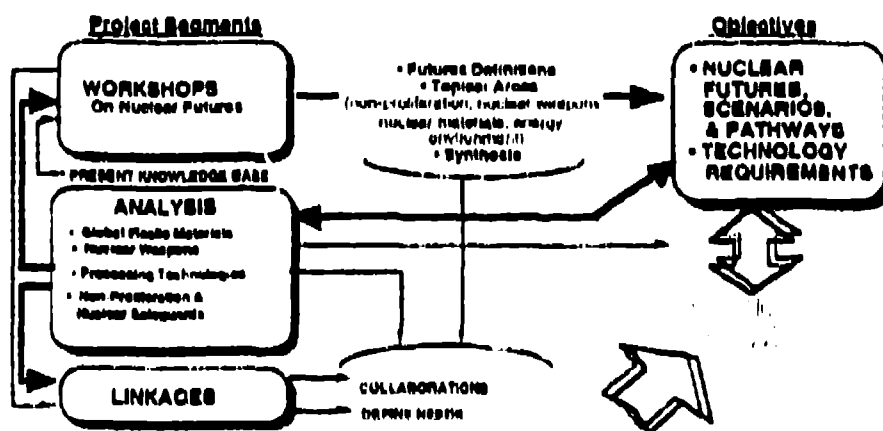 Project Segments
Objectives
WORKSHOPS
On Nuclear Futures
• Futures Definitions
• Topical Areas
(non-proliferation, nuclear weapons
nuclear materials, energy
environment)
• Synthesis
• NUCLEAR
FUTURES,
SCENARIOS,
& PATHWAYS
• TECHNOLOGY
REQUIREMENTS
PRESENT KNOWLEDGE BASE
ANALYSIS
• Global Materials
• Nuclear Weapons
• Processing Technologies
• Non-Proliferation &
Nuclear Safeguards
LINKAGES
COLLABORATIONS
DEFINE